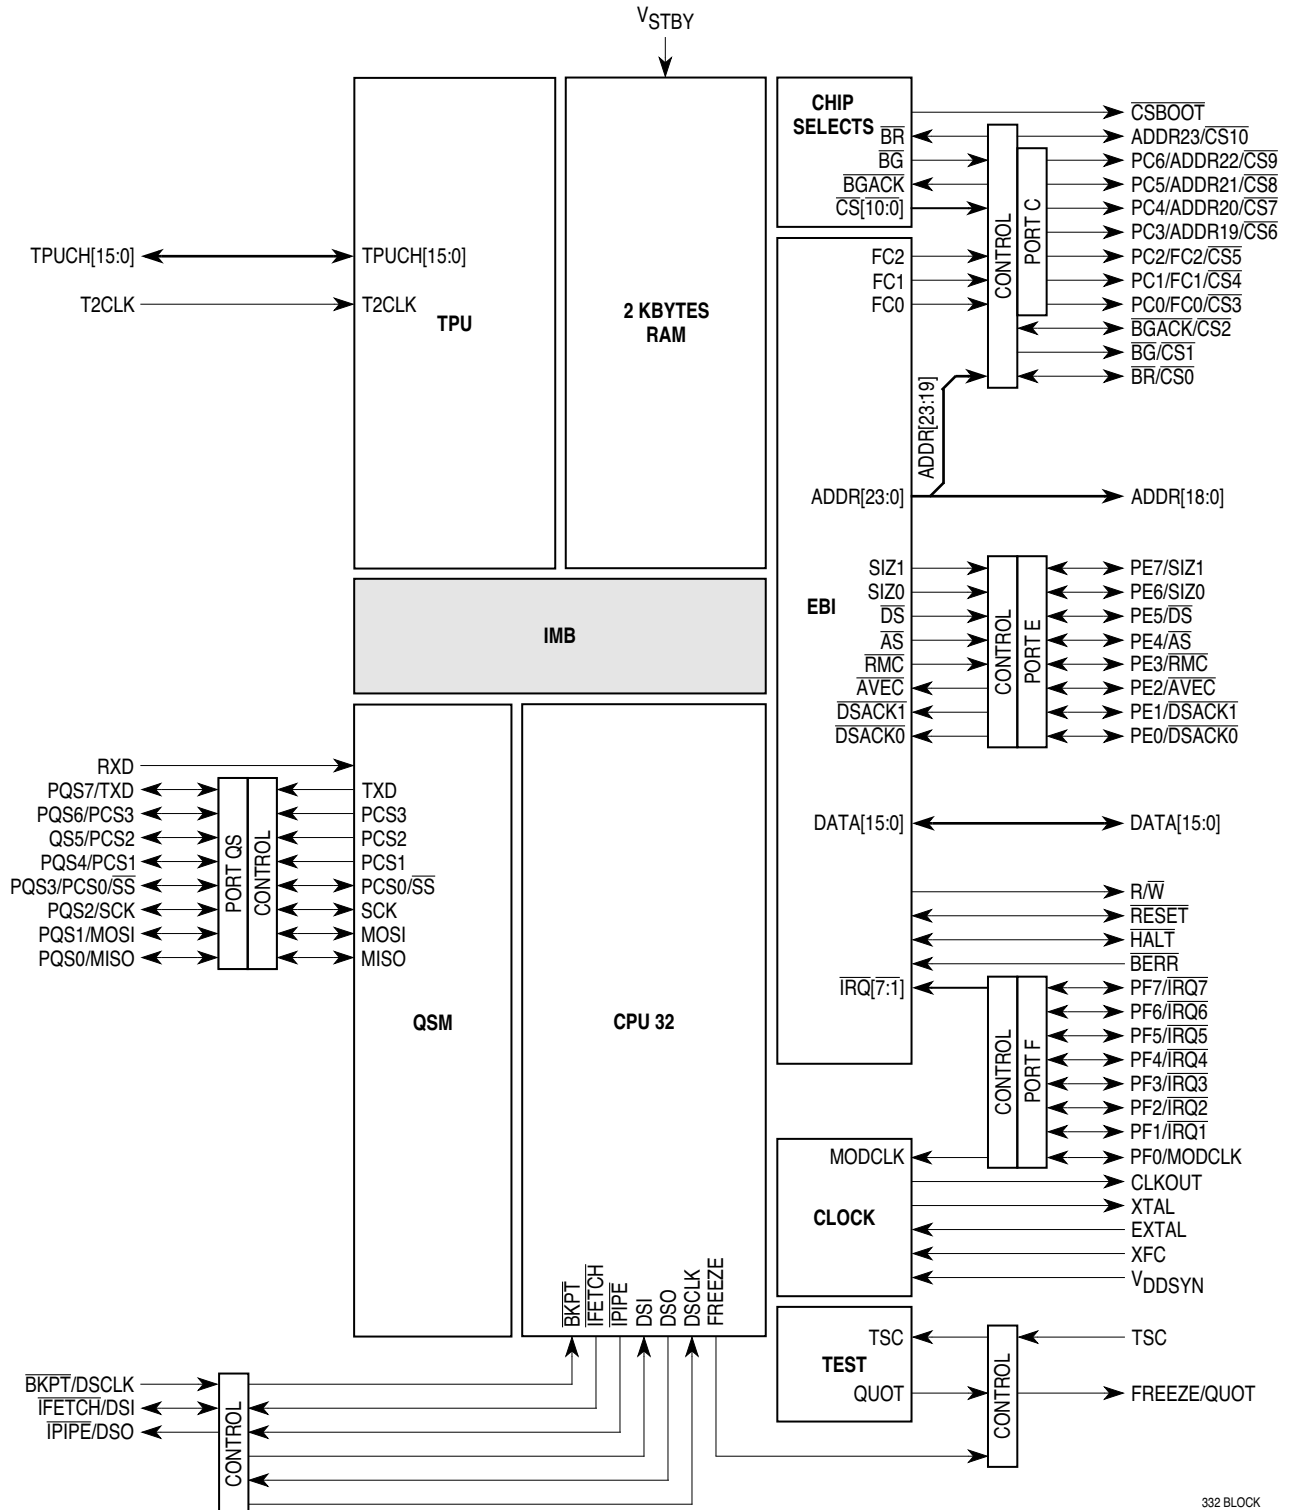 VSTBY
CHIP
SELECTS
BR
BG
BGACK
CS[10:0]
CONTROL
PORT C
CSBOOT
ADDR23/CS10
PC6/ADDR22/CS9
PC5/ADDR21/CS8
PC4/ADDR20/CS7
PC3/ADDR19/CS6
PC2/FC2/CS5
PC1/FC1/CS4
PC0/FC0/CS3
BGACK/CS2
BG/CS1
BR/CS0
TPUCH[15:0]
T2CLK
TPUCH[15:0]
T2CLK
TPU
2 KBYTES
RAM
FC2
FC1
FC0
ADDR[23:19]
ADDR[23:0]
ADDR[18:0]
EBI
SIZ1
SIZ0
DS
AS
RMC
AVEC
DSACK1
DSACK0
CONTROL
PORT E
PE7/SIZ1
PE6/SIZ0
PE5/DS
PE4/AS
PE3/RMC
PE2/AVEC
PE1/DSACK1
PE0/DSACK0
IMB
RXD
PQS7/TXD
PQS6/PCS3
QS5/PCS2
PQS4/PCS1
PQS3/PCS0/SS
PQS2/SCK
PQS1/MOSI
PQS0/MISO
PORT QS
CONTROL
TXD
PCS3
PCS2
PCS1
PCS0/SS
SCK
MOSI
MISO
QSM
CPU 32
DATA[15:0]
DATA[15:0]
R/W
RESET
HALT
BERR
IRQ[7:1]
CONTROL
PORT F
PF7/IRQ7
PF6/IRQ6
PF5/IRQ5
PF4/IRQ4
PF3/IRQ3
PF2/IRQ2
PF1/IRQ1
PF0/MODCLK
MODCLK
CLOCK
CLKOUT
XTAL
EXTAL
XFC
VDDSYN
BKPT
IFETCH
IPIPE
DSI
DSO
DSCLK
FREEZE
TSC
TEST
QUOT
CONTROL
TSC
FREEZE/QUOT
BKPT/DSCLK
IFETCH/DSI
IPIPE/DSO
CONTROL
332 BLOCK